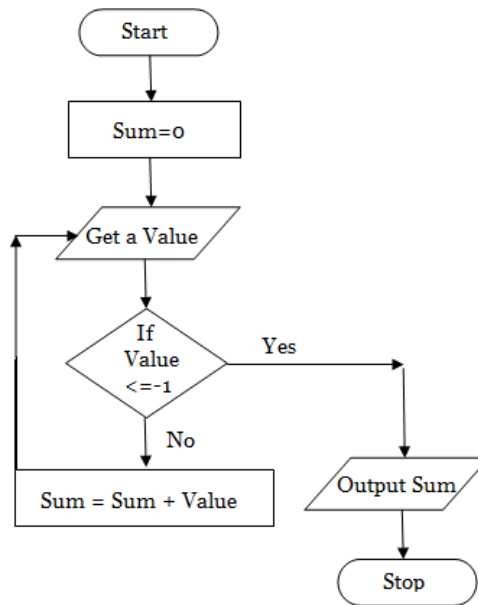 Start
Sum=0
Get a Value
If
Value
<=-1
Yes
No
Sum = Sum + Value
Output Sum
Stop